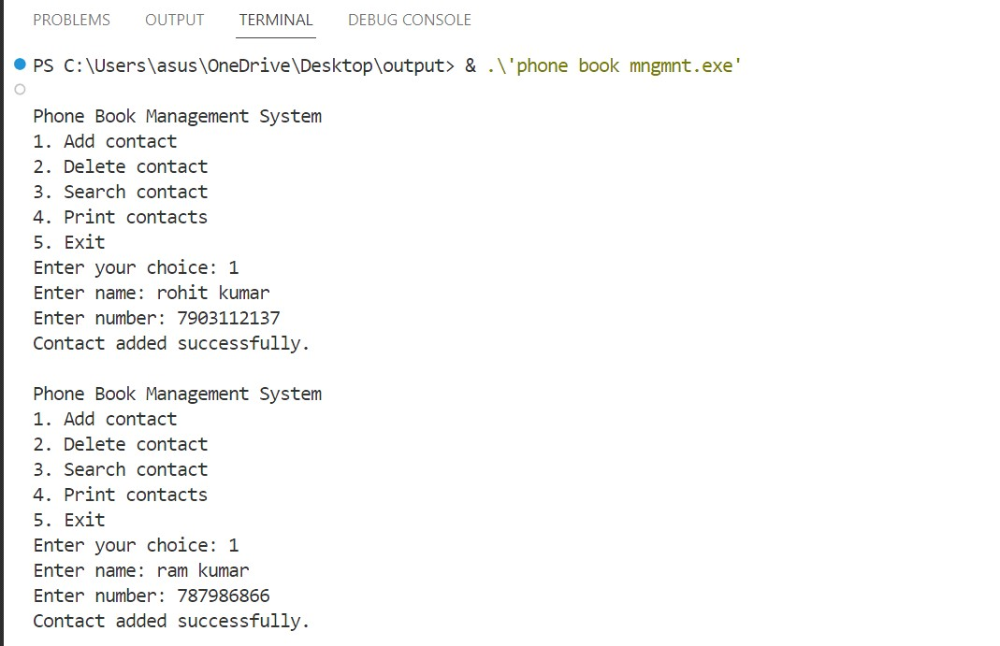 PROBLEMS OUTPUT TERMINAL DEBUG CONSOLE
PS C:\Users\asus\OneDrive\Desktop\output> & .\'phone book mngmnt.exe'
Phone Book Management System
1. Add contact
2. Delete contact
3. Search contact
4. Print contacts
5. Exit
Enter your choice: 1
Enter name: rohit kumar
Enter number: 7903112137
Contact added successfully.
Phone Book Management System
1. Add contact
2. Delete contact
3. Search contact
4. Print contacts
5. Exit
Enter your choice: 1
Enter name: ram kumar
Enter number: 787986866
Contact added successfully.